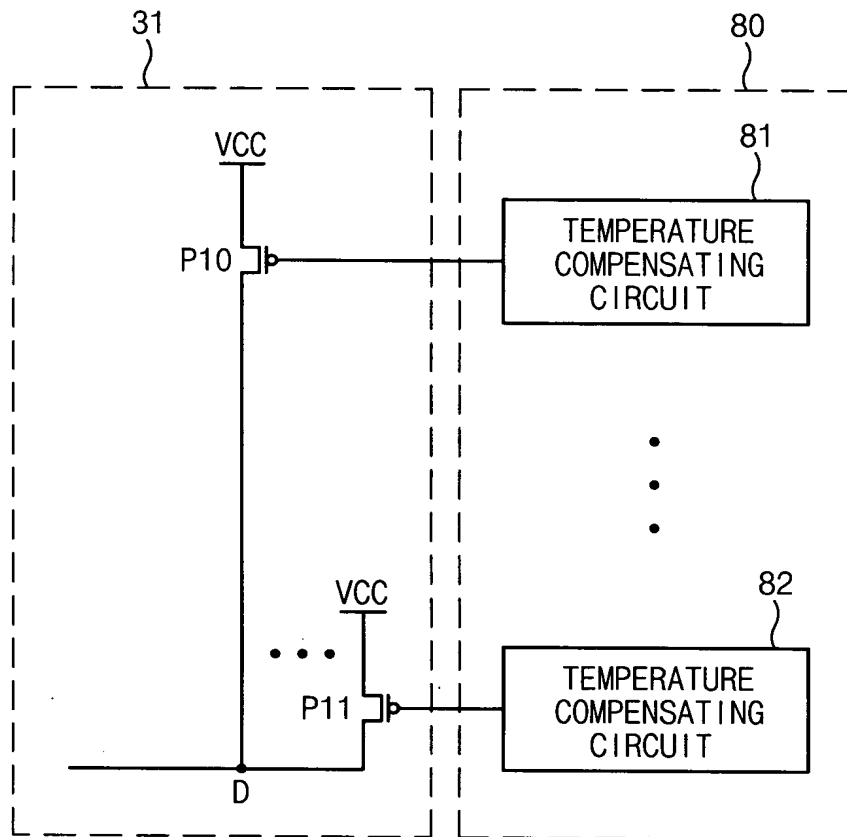 31
80
VCC
81
P10
TEMPERATURE
COMPENSATING
CIRCUIT
VCC
82
P11
TEMPERATURE
COMPENSATING
CIRCUIT
D